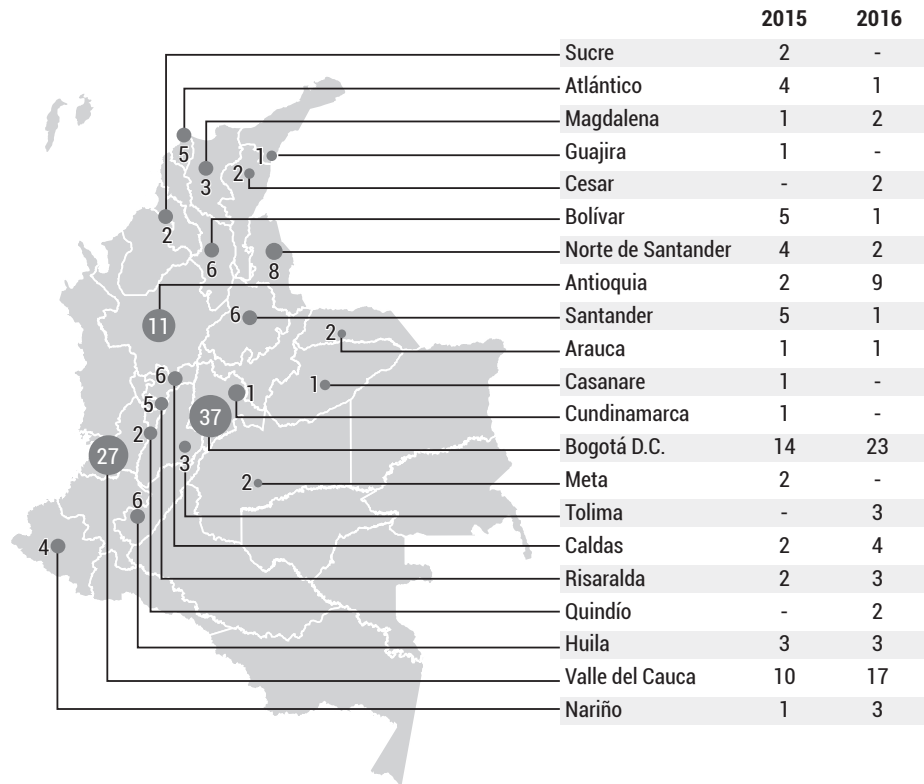 2015 2016
Sucre 2 -
Atlántico 4 1
Magdalena 1 2
Guajira 1 -
Cesar - 2
Bolívar 5 1
Norte de Santander 4 2
Antioquia 2 9
Santander 5 1
Arauca 1 1
Casanare 1 -
Cundinamarca 1 -
Bogotá D.C. 14 23
Meta 2 -
Tolima - 3
Caldas 2 4
Risaralda 2 3
Quindío - 2
Huila 3 3
Valle del Cauca 10 17
Nariño 1 3
5
1
3
2
2
6
8
11
6
2
6
1
1
5
37
2
27
3
2
6
4